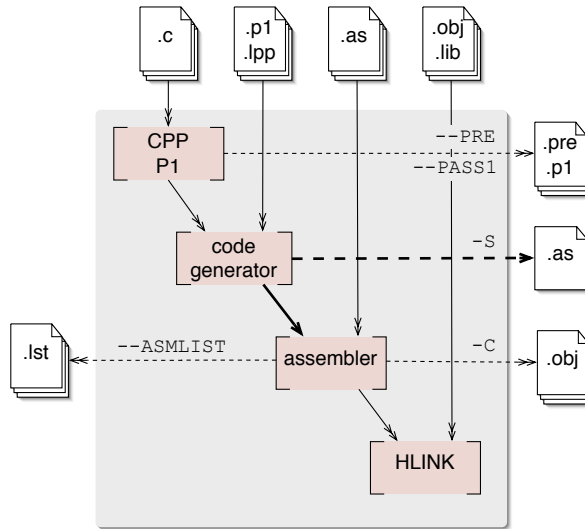 .c
.p1
.lpp
.as
.obj
.lib
CPP
P1
--PRE
--PASS1
.pre
.p1
code
generator
-S
.as
.lst
--ASMLIST
assembler
-C
.obj
HLINK